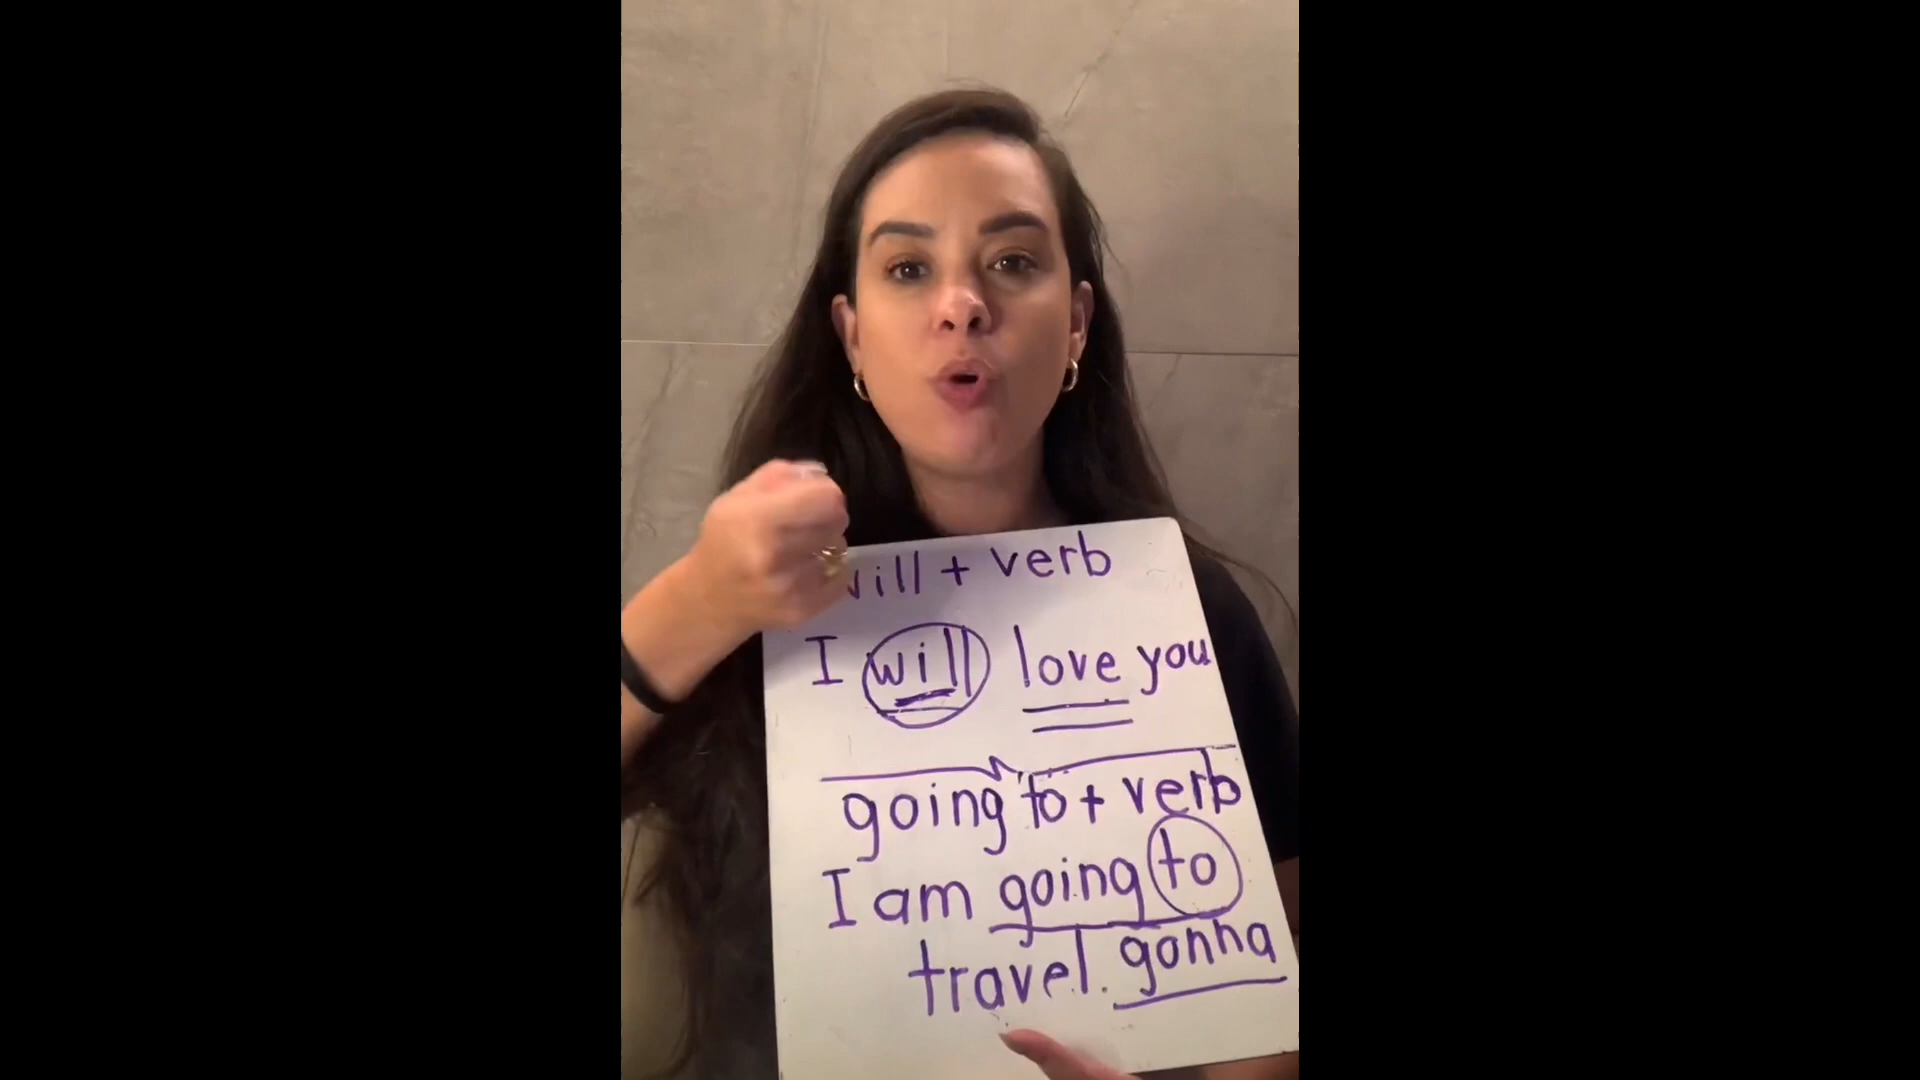 will + verb
I will love you
going to + verb
I am going to
travel. gonna